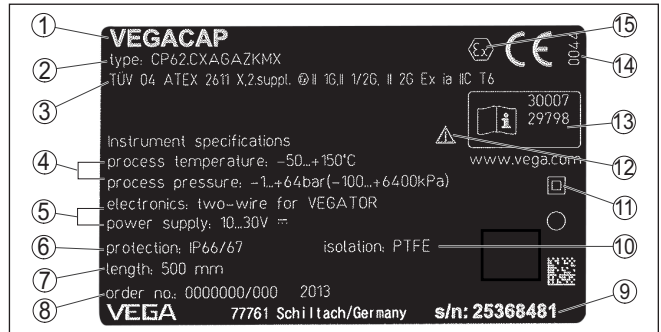 VEGACAP
type: CP62.CXAGAZKMX
TÜV 04 ATEX 2611 X,2.suppl. Ex II 1G,II 1/2G, II 2G Ex ia IIC T6
Ex CE 0044
30007
29798
i
www.vega.com
Instrument specifications
process temperature: -50...+150°C
process pressure: -1...+64bar(-100...+6400kPa)
electronics: two-wire for VEGATOR
power supply: 10...30V ⎓
protection: IP66/67 isolation: PTFE
length: 500 mm
order no.: 0000000/000 2013
VEGA 77761 Schiltach/Germany s/n: 25368481
1
2
3
4
5
6
7
8
9
10
11
12
13
14
15